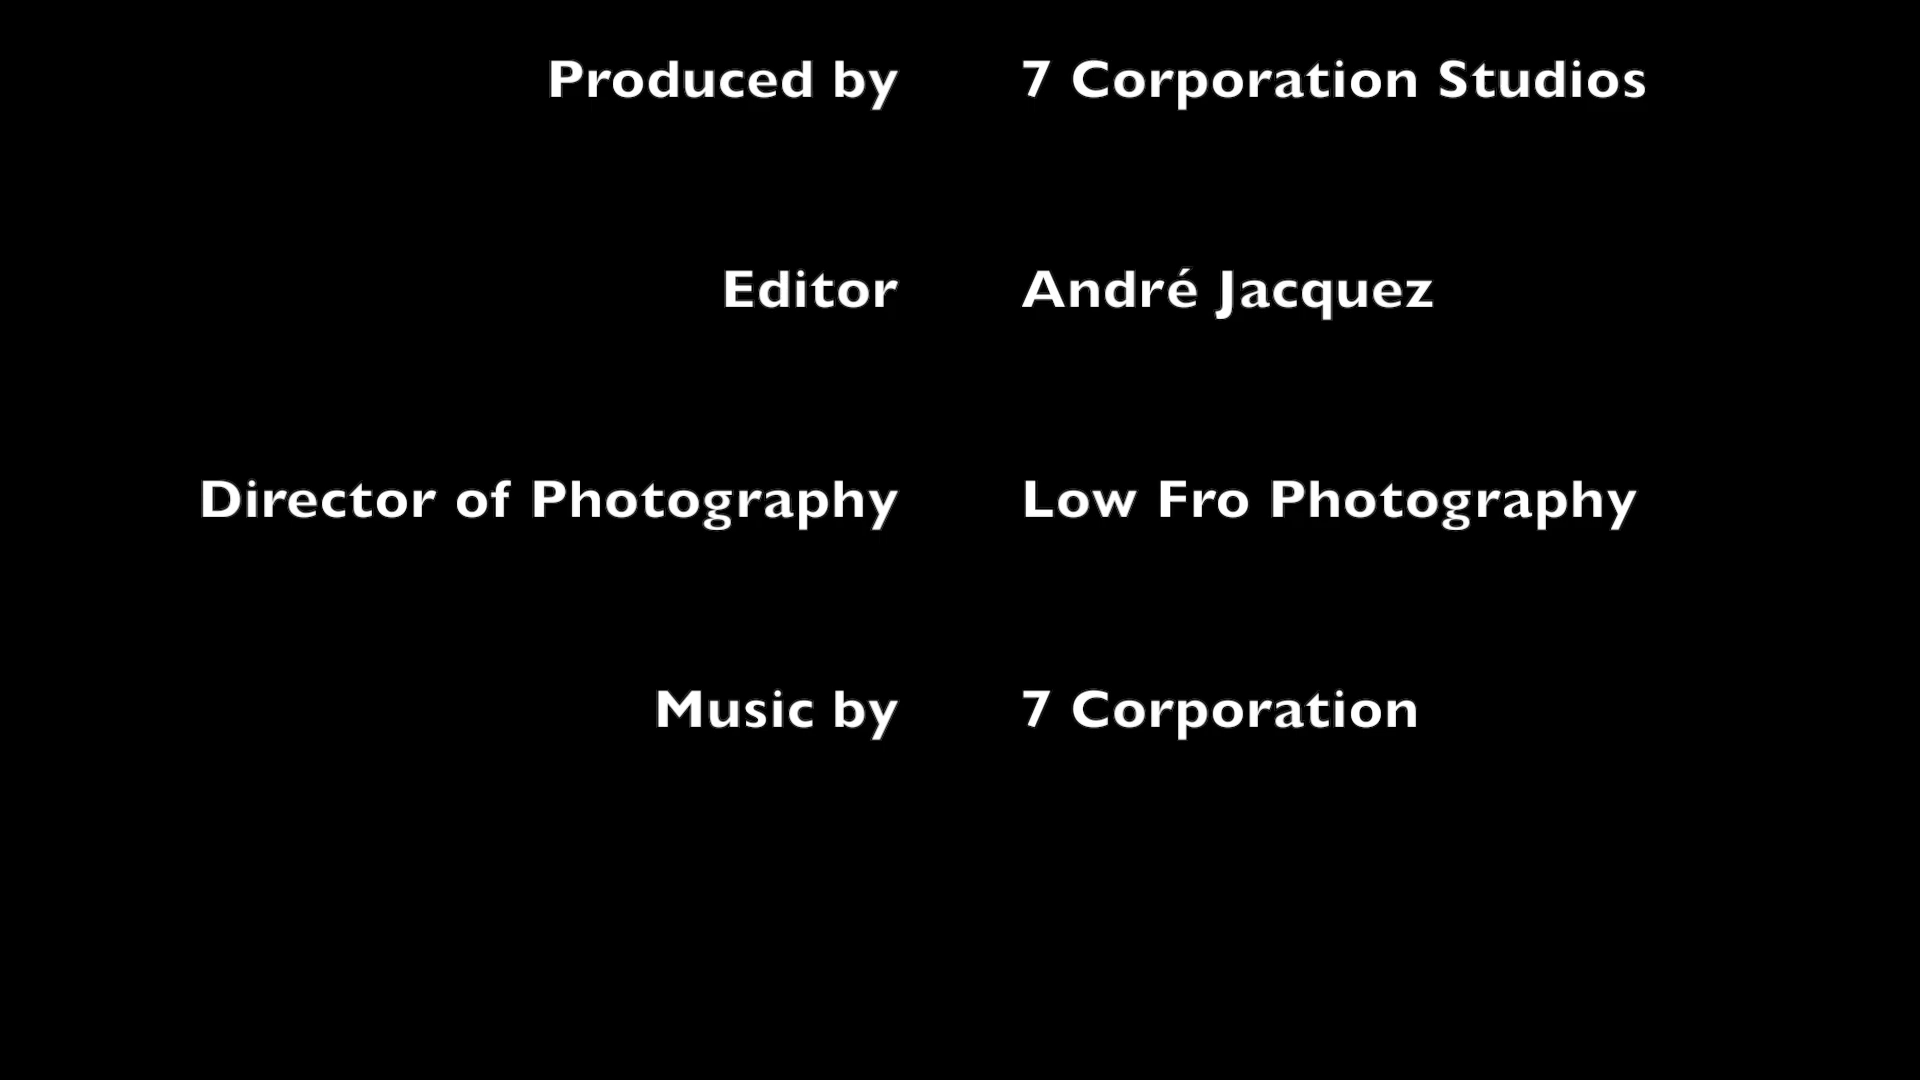 Produced by 7 Corporation Studios
Editor André Jacquez
Director of Photography Low Fro Photography
Music by 7 Corporation